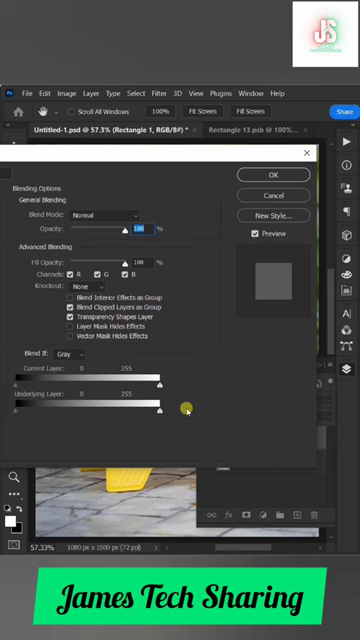 JS
Ps File Edit Image Layer Type Select Filter 3D View Plugins Window Help
Scroll All Windows 100% Fit Screen Fill Screen Share
Untitled-1.psd @ 57.3% (Rectangle 1, RGB/8#) * × Rectangle 13.psb @ 100%...
Blending Options
General Blending
Blend Mode: Normal
Opacity: 100 %
Advanced Blending
Fill Opacity: 100 %
Channels: R G B
Knockout: None
Blend Interior Effects as Group
Blend Clipped Layers as Group
Transparency Shapes Layer
Layer Mask Hides Effects
Vector Mask Hides Effects
Blend If: Gray
Current Layer: 0 255
Underlying Layer: 0 255
OK
Cancel
New Style...
Preview
57.33% 1080 px x 1500 px (72 ppi)
James Tech Sharing